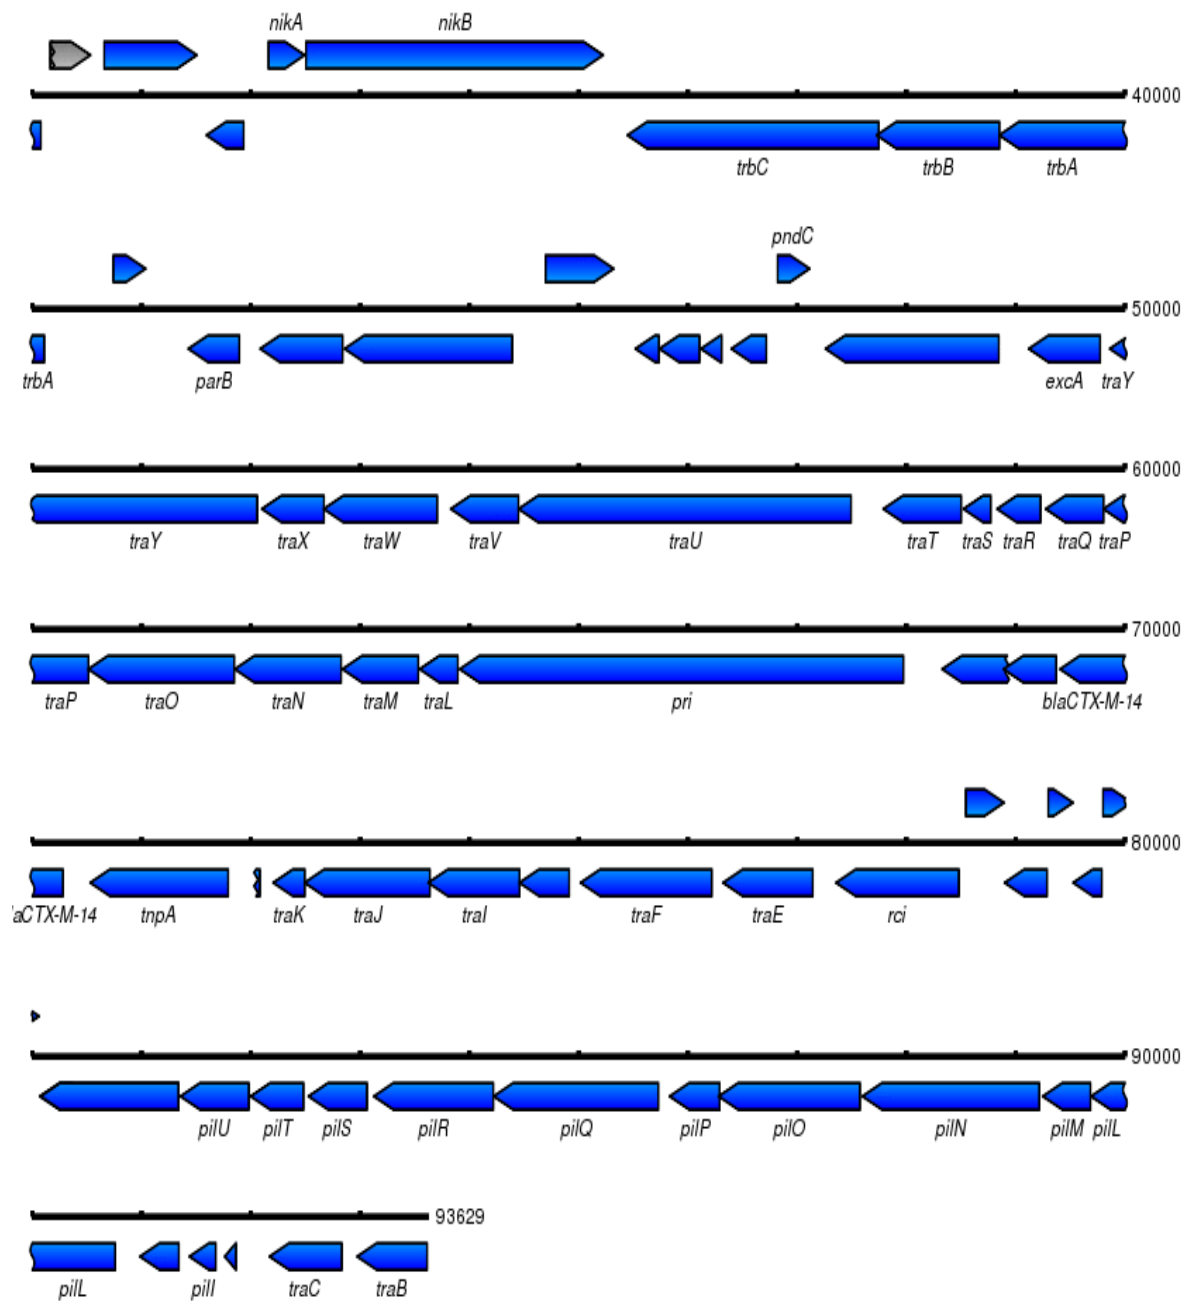 nikA nikB
40000
trbC trbB trbA
pndC
50000
trbA parB excA traY
60000
traY traX traW traV traU traT traS traR traQ traP
70000
traP traO traN traM traL pri blaCTX-M-14
80000
aCTX-M-14 tnpA traK traJ traI traF traE rci
90000
pilU pilT pilS pilR pilQ pilP pilO pilN pilM pilL
93629
pilL pilI traC traB